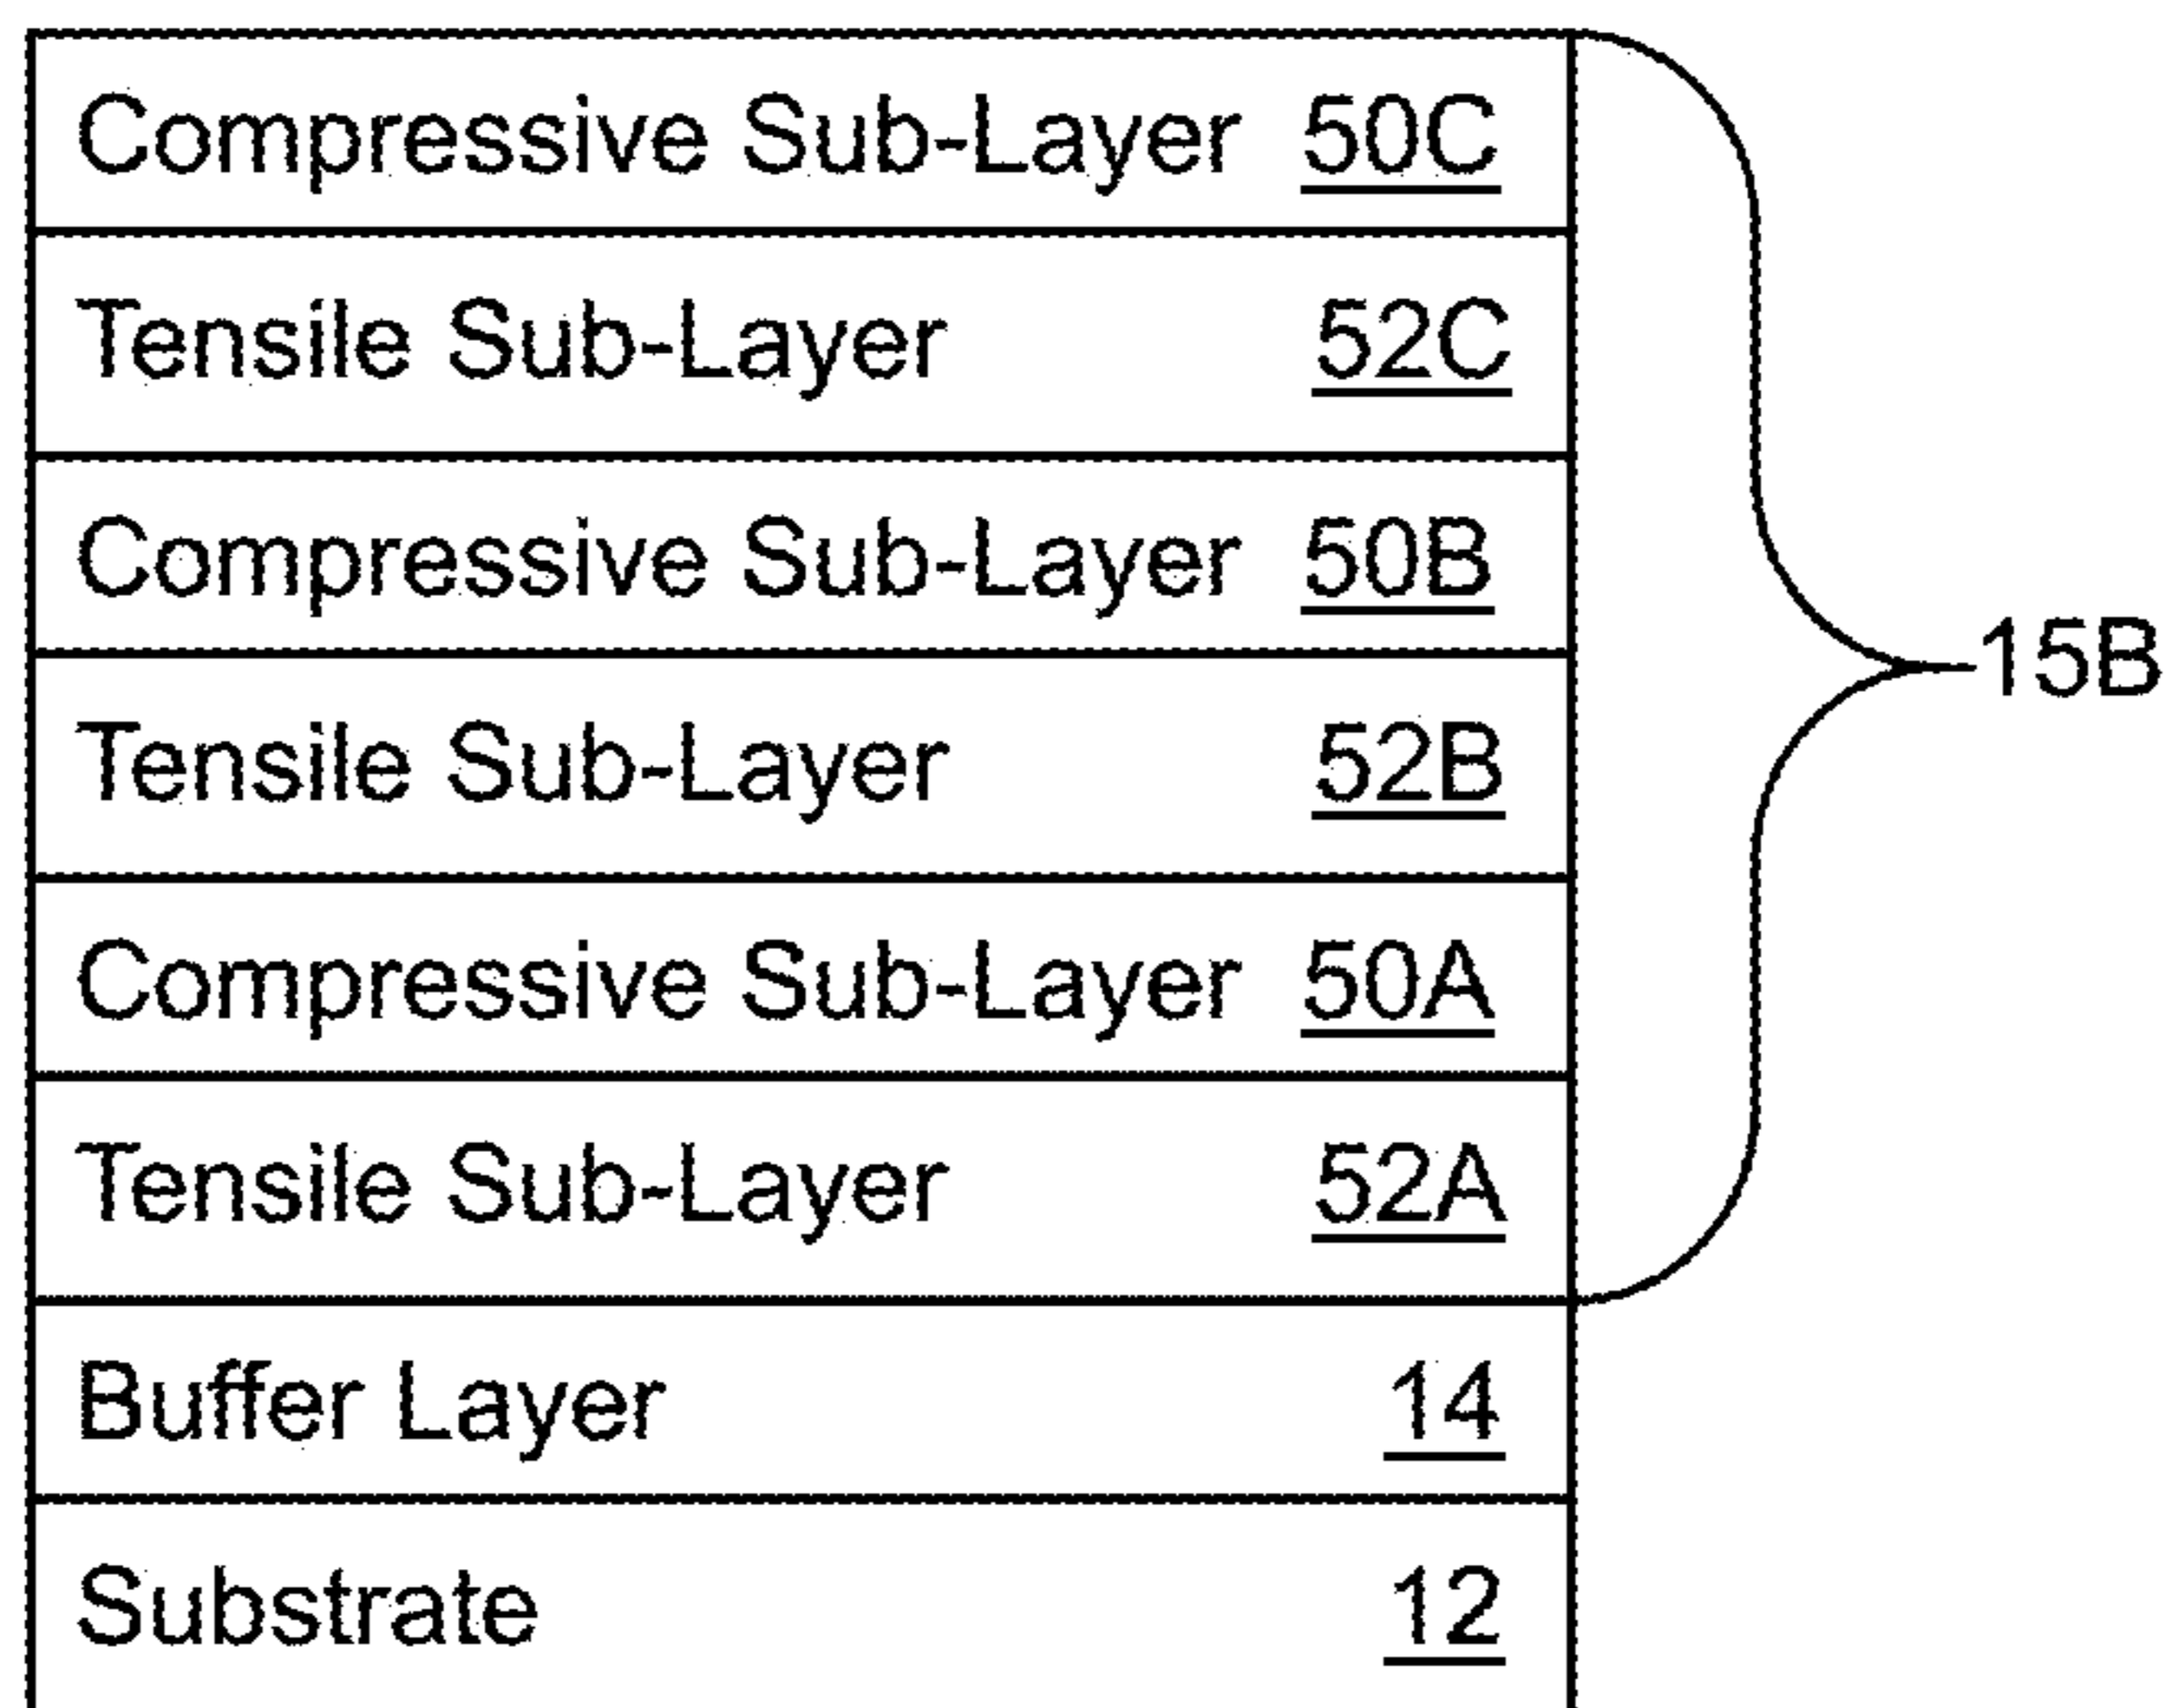 Compressive Sub-Layer 50C
Tensile Sub-Layer 52C
Compressive Sub-Layer 50B
15B
Tensile Sub-Layer 52B
Compressive Sub-Layer 50A
Tensile Sub-Layer 52A
Buffer Layer 14
Substrate 12